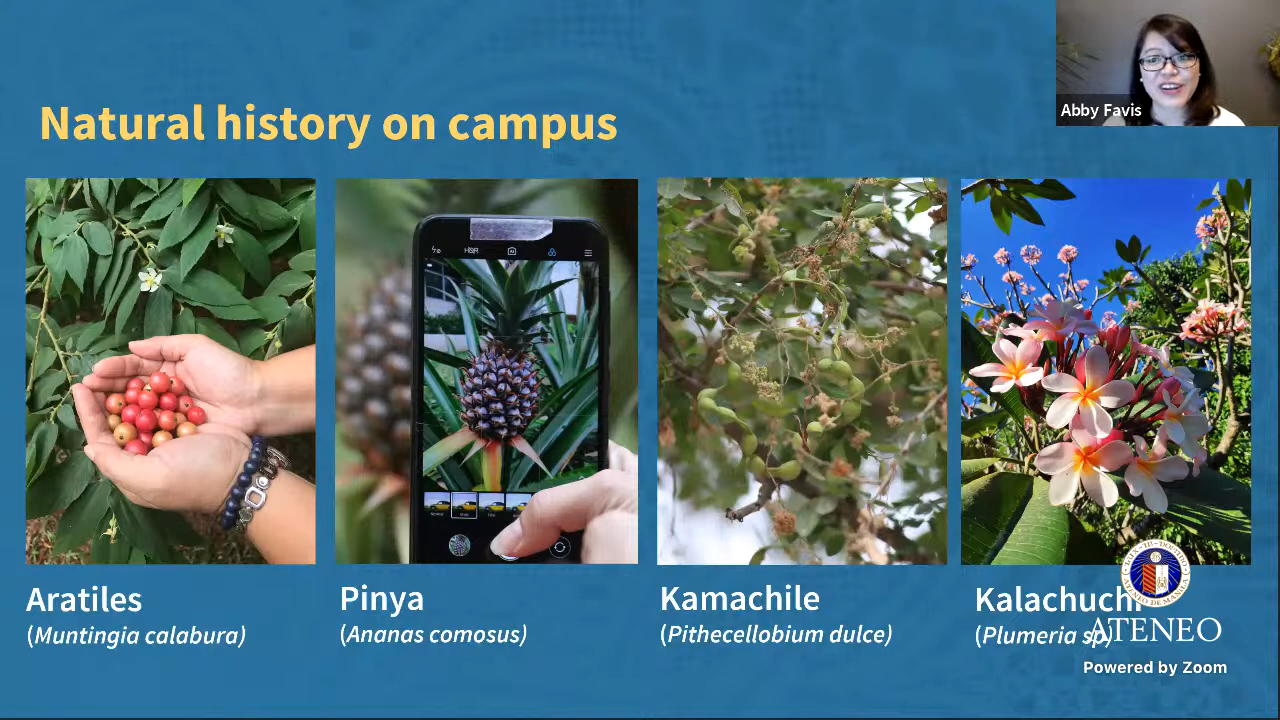 Abby Favis
Natural history on campus
HDR
Aratiles
(Muntingia calabura)
Pinya
(Ananas comosus)
Kamachile
(Pithecellobium dulce)
Kalachuchi
(Plumeria sp)
ATENEO
Powered by Zoom